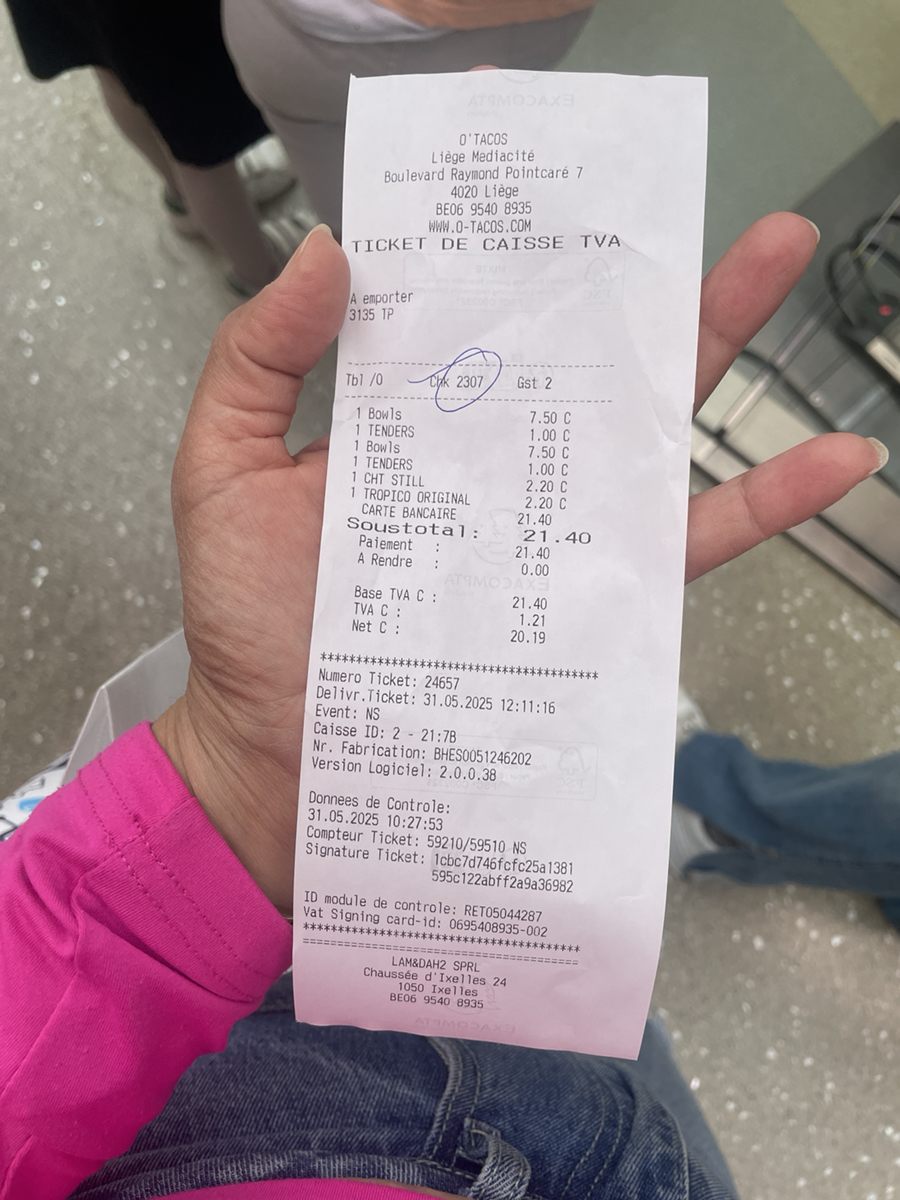 O'TACOS
Liège Mediacité
Boulevard Raymond Pointcaré 7
4020 Liège
BE06 9540 8935
WWW.O-TACOS.COM
TICKET DE CAISSE TVA
A emporter
3135 TP
Tbl /0 Chk 2307 Gst 2
1 Bowls 7.50 C
1 TENDERS 1.00 C
1 Bowls 7.50 C
1 TENDERS 1.00 C
1 CHT STILL 2.20 C
1 TROPICO ORIGINAL 2.20 C
CARTE BANCAIRE 21.40
Soustotal: 21.40
Paiement : 21.40
A Rendre : 0.00
Base TVA C : 21.40
TVA C : 1.21
Net C : 20.19
****************************************
Numero Ticket: 24657
Delivr.Ticket: 31.05.2025 12:11:16
Event: NS
Caisse ID: 2 - 21:7B
Nr. Fabrication: BHES0051246202
Version Logiciel: 2.0.0.38
Donnees de Controle:
31.05.2025 10:27:53
Compteur Ticket: 59210/59510 NS
Signature Ticket: 1cbc7d746fcfc25a1381
595c122abff2a9a36982
ID module de controle: RET05044287
Vat Signing card-id: 0695408935-002
****************************************
========================================
LAM&DAH2 SPRL
Chaussée d'Ixelles 24
1050 Ixelles
BE06 9540 8935